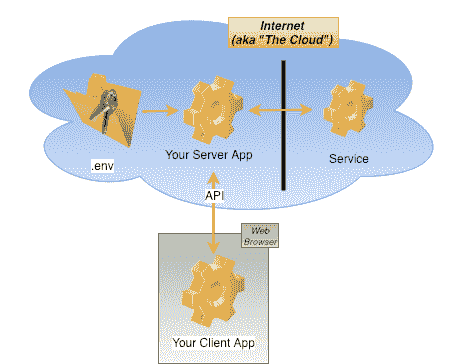 Internet
(aka "The Cloud")
.env
Your Server App
Service
API
Web
Browser
Your Client App